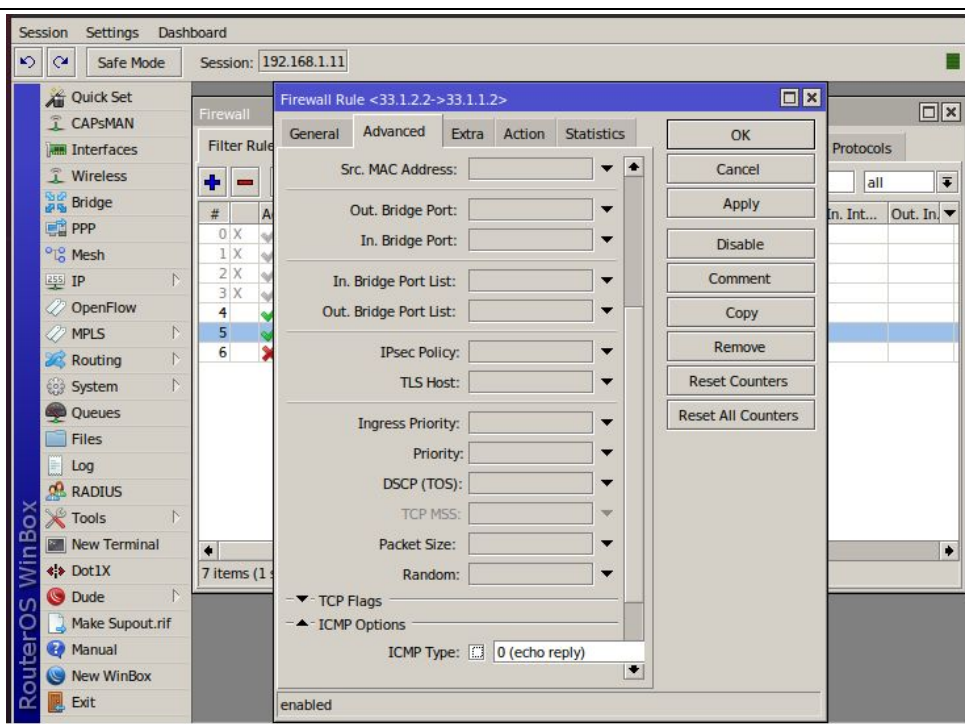 Session Settings Dashboard
Safe Mode Session: 192.168.1.11
RouterOS WinBox
Quick Set
CAPsMAN
Interfaces
Wireless
Bridge
PPP
Mesh
IP
OpenFlow
MPLS
Routing
System
Queues
Files
Log
RADIUS
Tools
New Terminal
Dot1X
Dude
Make Supout.rif
Manual
New WinBox
Exit
Firewall
Filter Rule
Protocols
all
#
In. Int... Out. In.
0 X
1 X
2 X
3 X
4
5
6
7 items (1 s
Firewall Rule <33.1.2.2->33.1.1.2>
General Advanced Extra Action Statistics
Src. MAC Address:
Out. Bridge Port:
In. Bridge Port:
In. Bridge Port List:
Out. Bridge Port List:
IPsec Policy:
TLS Host:
Ingress Priority:
Priority:
DSCP (TOS):
TCP MSS:
Packet Size:
Random:
TCP Flags
ICMP Options
ICMP Type: 0 (echo reply)
enabled
OK
Cancel
Apply
Disable
Comment
Copy
Remove
Reset Counters
Reset All Counters